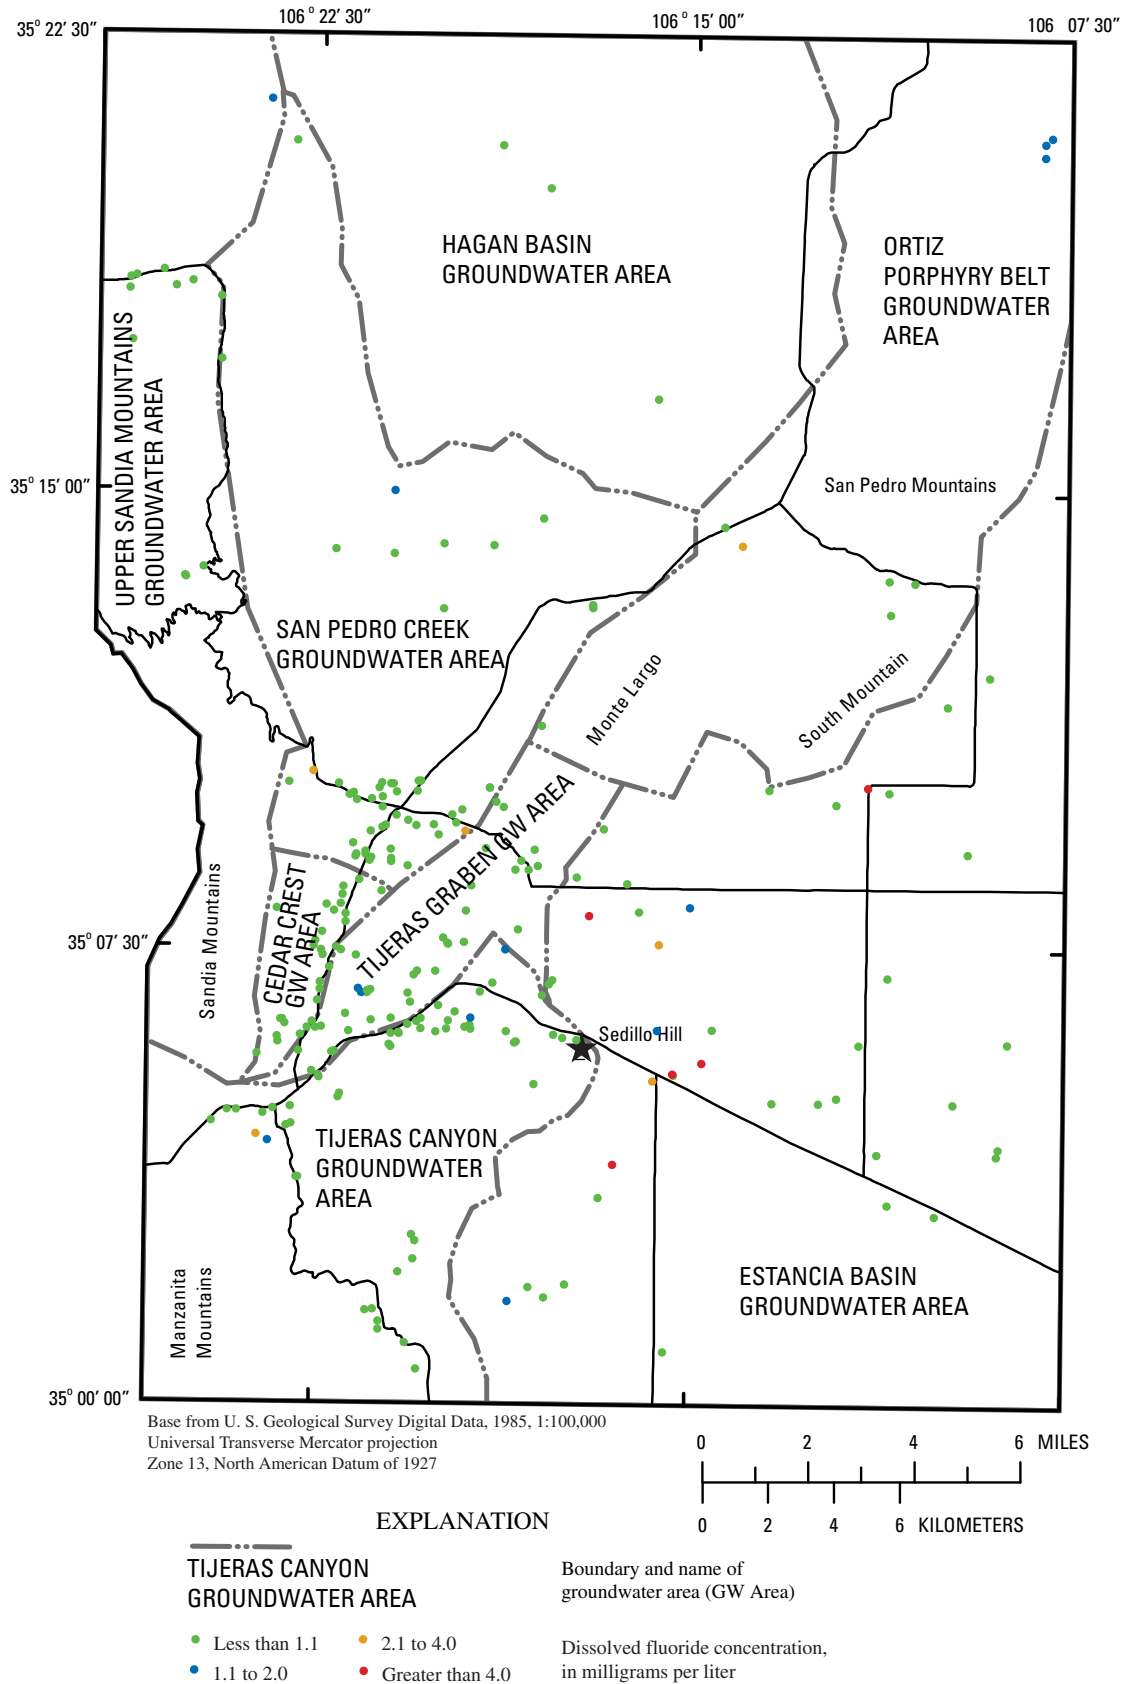 106° 22' 30"
106° 15' 00"
106 07' 30"
35° 22' 30"
HAGAN BASIN
GROUNDWATER AREA
ORTIZ
PORPHYRY BELT
GROUNDWATER
AREA
UPPER SANDIA MOUNTAINS
GROUNDWATER AREA
35° 15' 00"
San Pedro Mountains
SAN PEDRO CREEK
GROUNDWATER AREA
Monte Largo
South Mountain
TIJERAS GRABEN GW AREA
Sandia Mountains
CEDAR CREST
GW AREA
35° 07' 30"
Sedillo Hill
TIJERAS CANYON
GROUNDWATER
AREA
Manzanita
Mountains
ESTANCIA BASIN
GROUNDWATER AREA
35° 00' 00"
Base from U. S. Geological Survey Digital Data, 1985, 1:100,000
Universal Transverse Mercator projection
Zone 13, North American Datum of 1927
0 2 4 6 MILES
0 2 4 6 KILOMETERS
EXPLANATION
TIJERAS CANYON
GROUNDWATER AREA
Boundary and name of
groundwater area (GW Area)
Less than 1.1
1.1 to 2.0
2.1 to 4.0
Greater than 4.0
Dissolved fluoride concentration,
in milligrams per liter